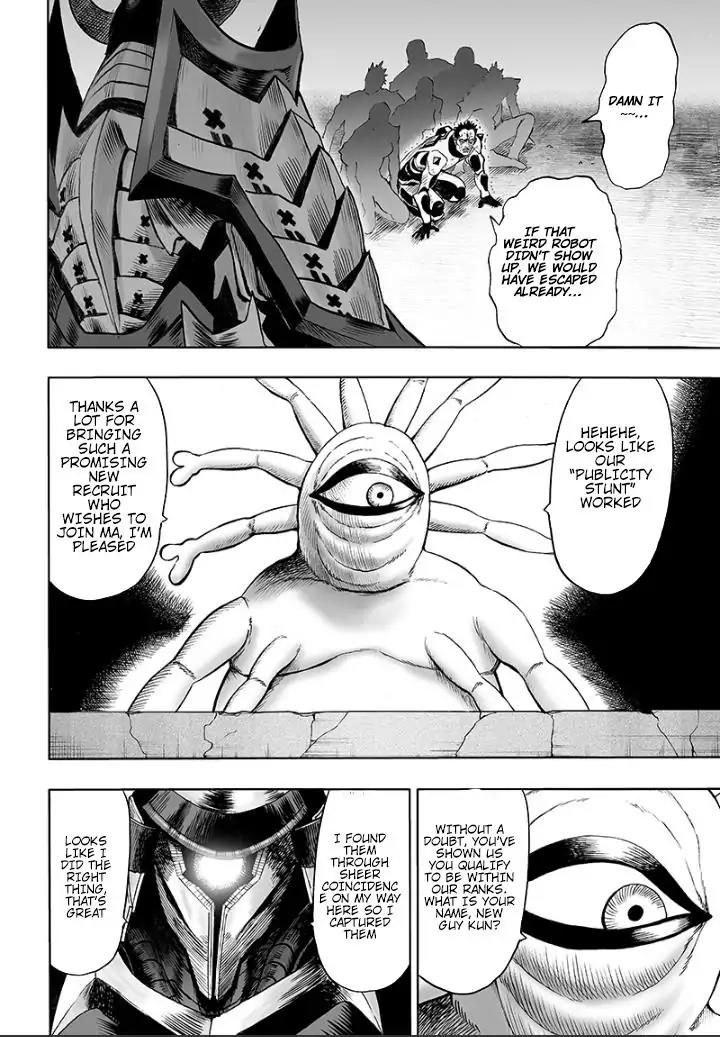 DAMN IT
~~...
IF THAT
WEIRD ROBOT
DIDN'T SHOW
UP, WE WOULD
HAVE ESCAPED
ALREADY...
HEHEHE,
LOOKS LIKE
OUR
"PUBLICITY
STUNT"
WORKED
THANKS A
LOT FOR
BRINGING
SUCH A
PROMISING
NEW
RECRUIT
WHO
WISHES TO
JOIN MA, I'M
PLEASED
WITHOUT A
DOUBT, YOU'VE
SHOWN US
YOU QUALIFY
TO BE WITHIN
OUR RANKS.
WHAT IS YOUR
NAME, NEW
GUY KUN?
I FOUND
THEM
THROUGH
SHEER
COINCIDENC
E ON MY WAY
HERE SO I
CAPTURED
THEM
LOOKS
LIKE I
DID THE
RIGHT
THING,
THAT'S
GREAT